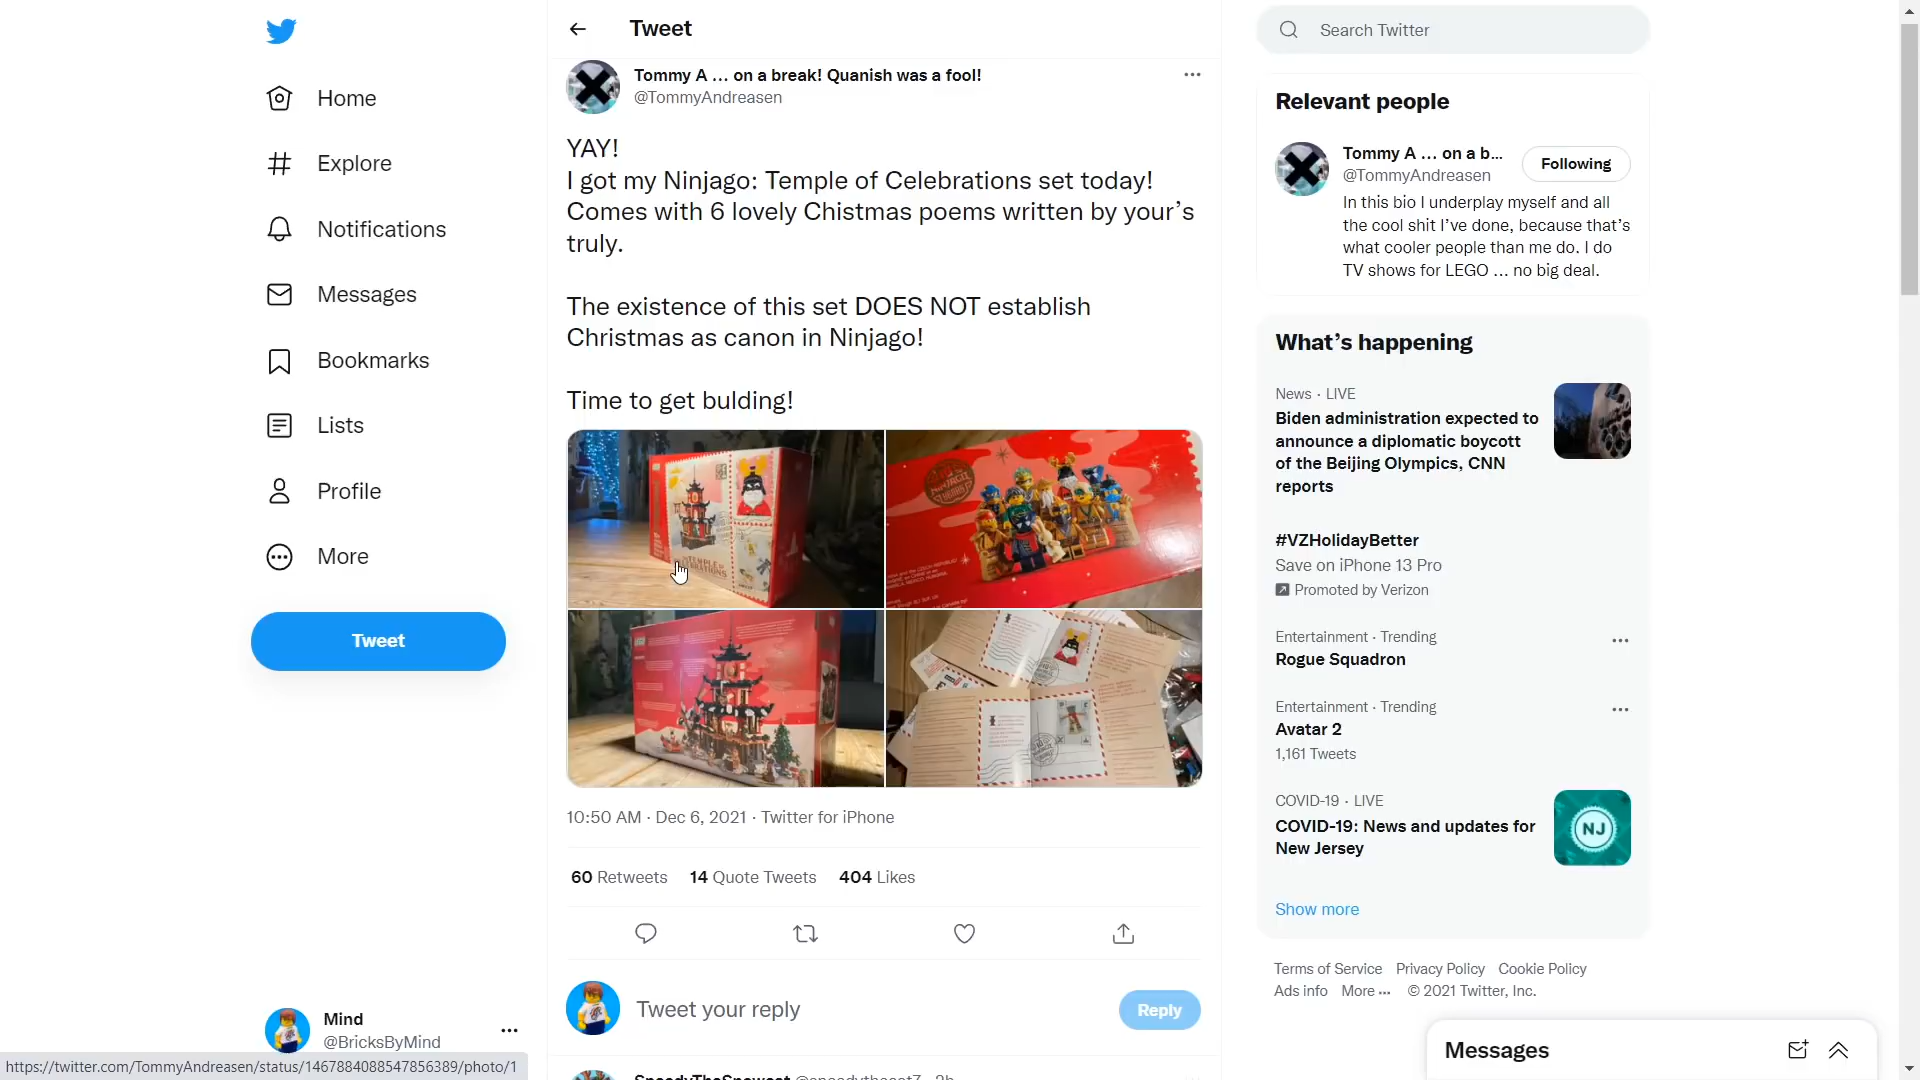 Home
Explore
Notifications
Messages
Bookmarks
Lists
Profile
More
Tweet
Mind
@BricksByMind
https://twitter.com/TommyAndreasen/status/1467884088547856389/photo/1
Tweet
Tommy A ... on a break! Quanish was a fool!
@TommyAndreasen
YAY!
I got my Ninjago: Temple of Celebrations set today!
Comes with 6 lovely Chistmas poems written by your’s
truly.
The existence of this set DOES NOT establish
Christmas as canon in Ninjago!
Time to get bulding!
10:50 AM · Dec 6, 2021 · Twitter for iPhone
60 Retweets 14 Quote Tweets 404 Likes
Tweet your reply
Reply
Search Twitter
Relevant people
Tommy A ... on a b...
@TommyAndreasen
Following
In this bio I underplay myself and all
the cool shit I’ve done, because that’s
what cooler people than me do. I do
TV shows for LEGO ... no big deal.
What’s happening
News · LIVE
Biden administration expected to
announce a diplomatic boycott
of the Beijing Olympics, CNN
reports
#VZHolidayBetter
Save on iPhone 13 Pro
Promoted by Verizon
Entertainment · Trending
Rogue Squadron
Entertainment · Trending
Avatar 2
1,161 Tweets
COVID-19 · LIVE
COVID-19: News and updates for
New Jersey
NJ
Show more
Terms of Service Privacy Policy Cookie Policy
Ads info More ... © 2021 Twitter, Inc.
Messages